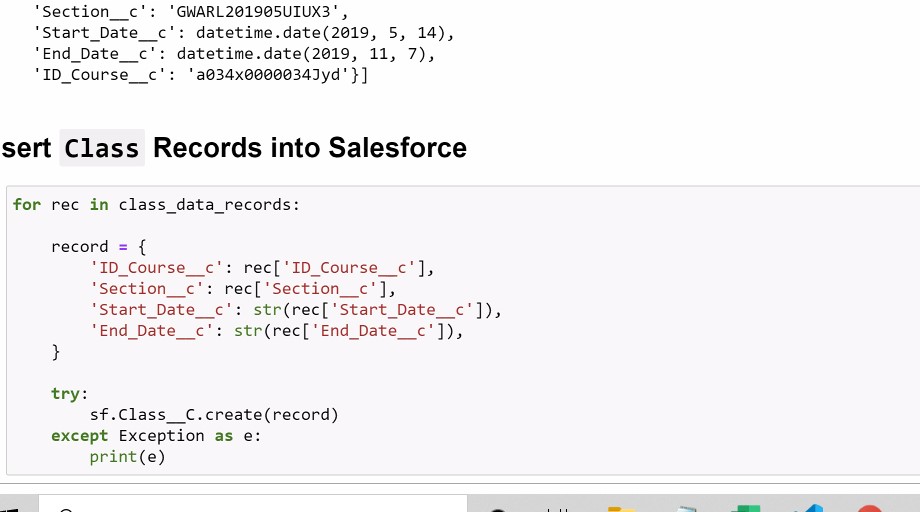 'Section__c': 'GWARL201905UIUX3',
'Start_Date__c': datetime.date(2019, 5, 14),
'End_Date__c': datetime.date(2019, 11, 7),
'ID_Course__c': 'a034x0000034Jyd'}]
sert Class Records into Salesforce
for rec in class_data_records:
record = {
'ID_Course__c': rec['ID_Course__c'],
'Section__c': rec['Section__c'],
'Start_Date__c': str(rec['Start_Date__c']),
'End_Date__c': str(rec['End_Date__c']),
}
try:
sf.Class__C.create(record)
except Exception as e:
print(e)